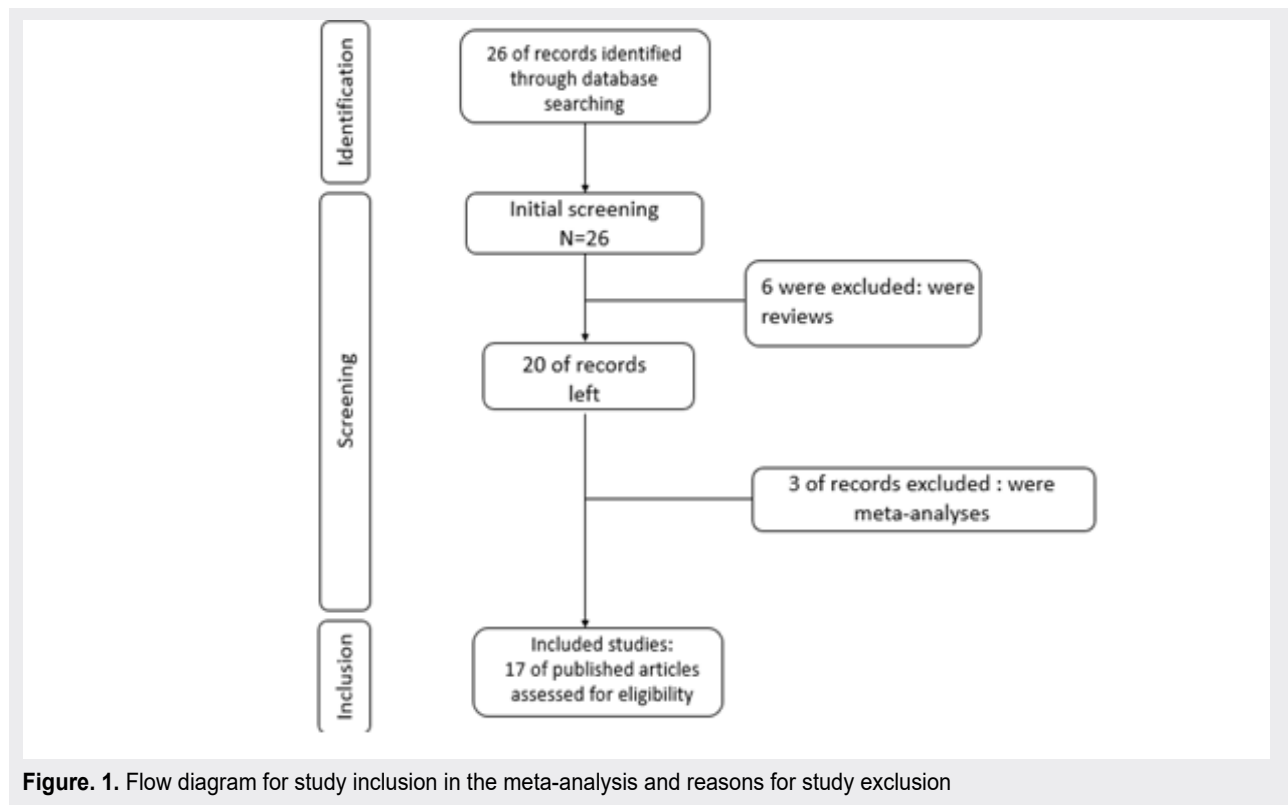 Identification
26 of records identified
through database
searching
Screening
Initial screening
N=26
6 were excluded: were
reviews
20 of records
left
3 of records excluded : were
meta-analyses
Inclusion
Included studies:
17 of published articles
assessed for eligibility
Figure. 1. Flow diagram for study inclusion in the meta-analysis and reasons for study exclusion